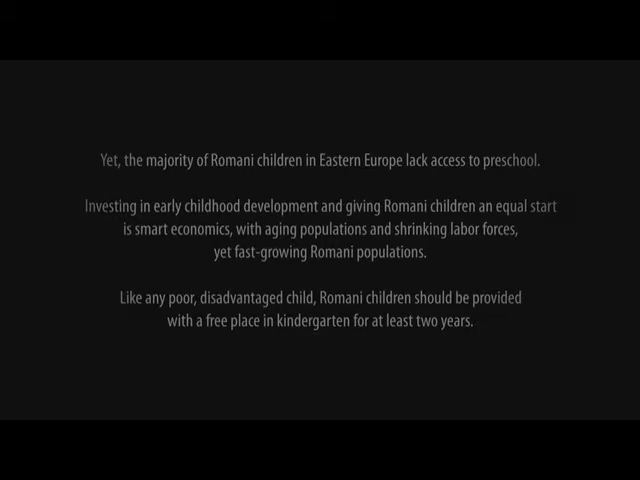 Yet, the majority of Romani children in Eastern Europe lack access to preschool.
Investing in early childhood development and giving Romani children an equal start
is smart economics, with aging populations and shrinking labor forces,
yet fast-growing Romani populations.
Like any poor, disadvantaged child, Romani children should be provided
with a free place in kindergarten for at least two years.